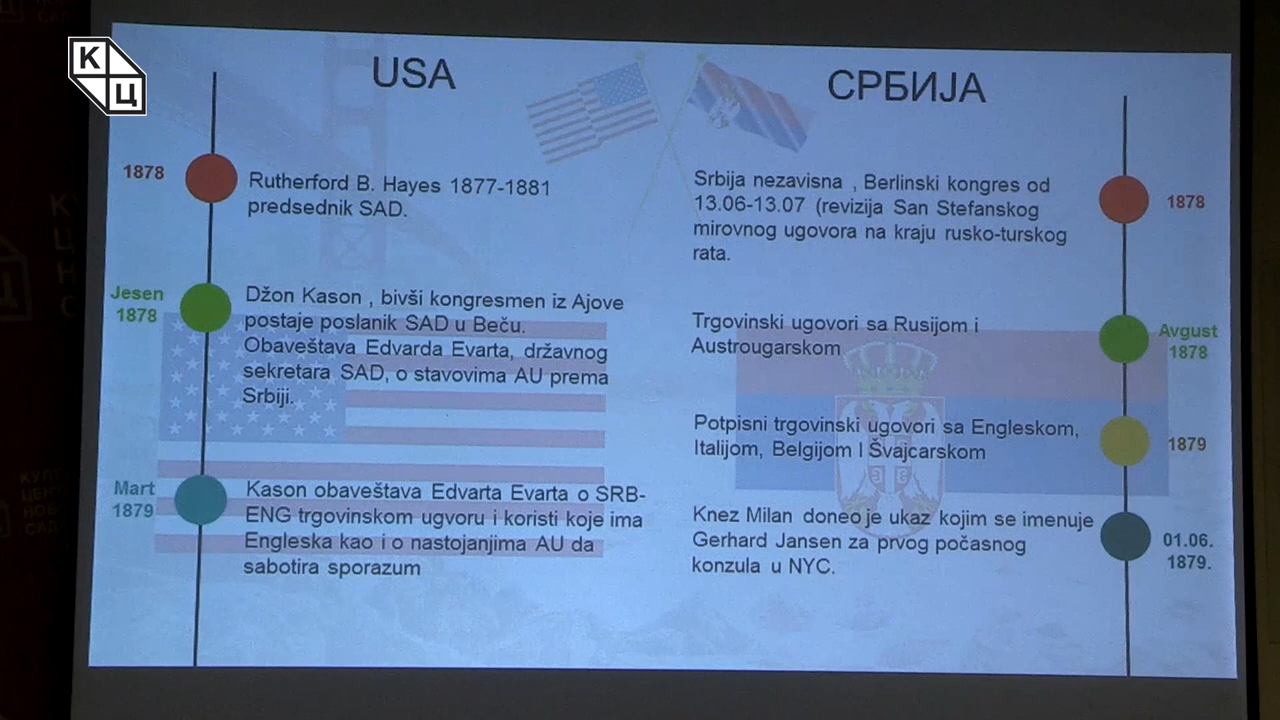 КЦ
USA
1878
Rutherford B. Hayes 1877-1881
predsednik SAD.
Jesen
1878
Džon Kason , bivši kongresmen iz Ajove
postaje poslanik SAD u Beču.
Obaveštava Edvarda Evarta, državnog
sekretara SAD, o stavovima AU prema
Srbiji.
Mart
1879
Kason obaveštava Edvarta Evarta o SRB-
ENG trgovinskom ugvoru i koristi koje ima
Engleska kao i o nastojanjima AU da
sabotira sporazum
СРБИЈА
Srbija nezavisna , Berlinski kongres od
13.06-13.07 (revizija San Stefanskog
mirovnog ugovora na kraju rusko-turskog
rata.
1878
Trgovinski ugovori sa Rusijom i
Austrougarskom
Avgust
1878
Potpisni trgovinski ugovori sa Engleskom,
Italijom, Belgijom I Švajcarskom
1879
Knez Milan doneo je ukaz kojim se imenuje
Gerhard Jansen za prvog počasnog
konzula u NYC.
01.06.
1879.